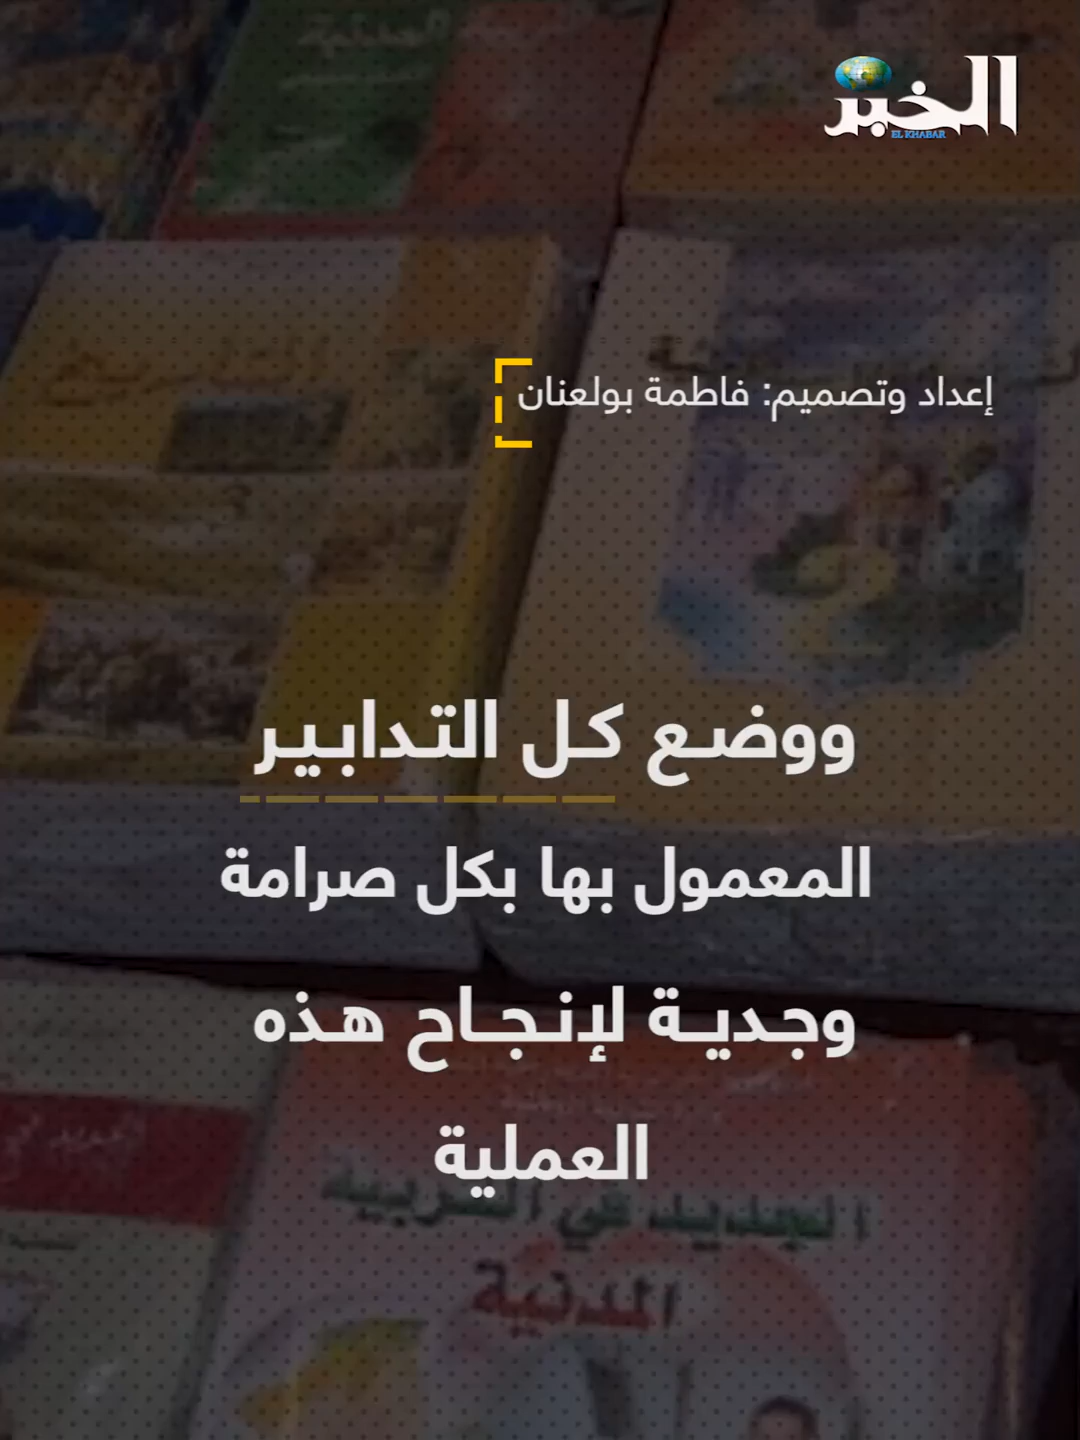 الخبر
EL KHABAR
إعداد وتصميم: فاطمة بولعنان
ووضع كل التدابير
المعمول بها بكل صرامة
وجدية لإنجاح هذه
العملية
الجديد في التربية
المدنية